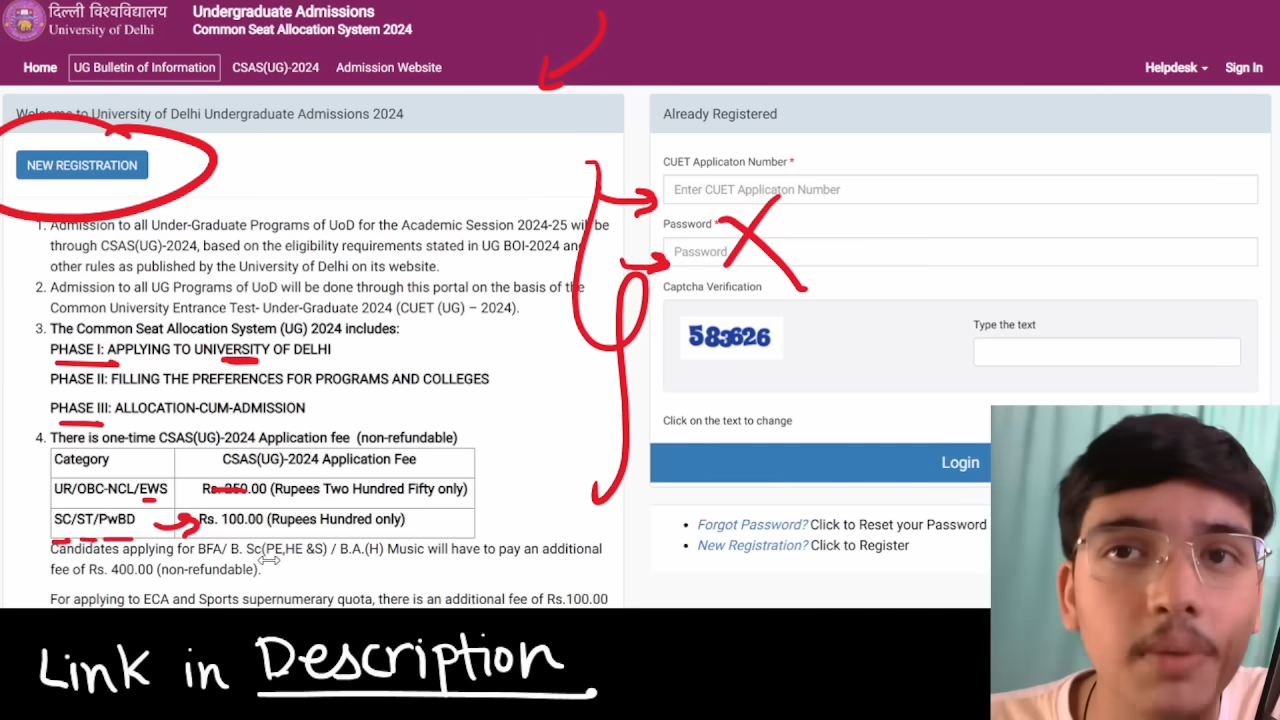 दिल्ली विश्वविद्यालय
University of Delhi
Undergraduate Admissions
Common Seat Allocation System 2024
Home UG Bulletin of Information CSAS(UG)-2024 Admission Website Helpdesk Sign In
Welcome to University of Delhi Undergraduate Admissions 2024
NEW REGISTRATION
1. Admission to all Under-Graduate Programs of UoD for the Academic Session 2024-25 will be
through CSAS(UG)-2024, based on the eligibility requirements stated in UG BOI-2024 and
other rules as published by the University of Delhi on its website.
2. Admission to all UG Programs of UoD will be done through this portal on the basis of the
Common University Entrance Test- Under-Graduate 2024 (CUET (UG) – 2024).
3. The Common Seat Allocation System (UG) 2024 includes:
PHASE I: APPLYING TO UNIVERSITY OF DELHI
PHASE II: FILLING THE PREFERENCES FOR PROGRAMS AND COLLEGES
PHASE III: ALLOCATION-CUM-ADMISSION
4. There is one-time CSAS(UG)-2024 Application fee (non-refundable)
Category CSAS(UG)-2024 Application Fee
UR/OBC-NCL/EWS Rs. 250.00 (Rupees Two Hundred Fifty only)
SC/ST/PwBD Rs. 100.00 (Rupees Hundred only)
Candidates applying for BFA/ B. Sc(PE,HE &S) / B.A.(H) Music will have to pay an additional
fee of Rs. 400.00 (non-refundable).
For applying to ECA and Sports supernumerary quota, there is an additional fee of Rs.100.00
Already Registered
CUET Applicaton Number *
Enter CUET Applicaton Number
Password *
Password
Captcha Verification
583626
Type the text
Click on the text to change
Login
Forgot Password? Click to Reset your Password
New Registration? Click to Register
Link in Description